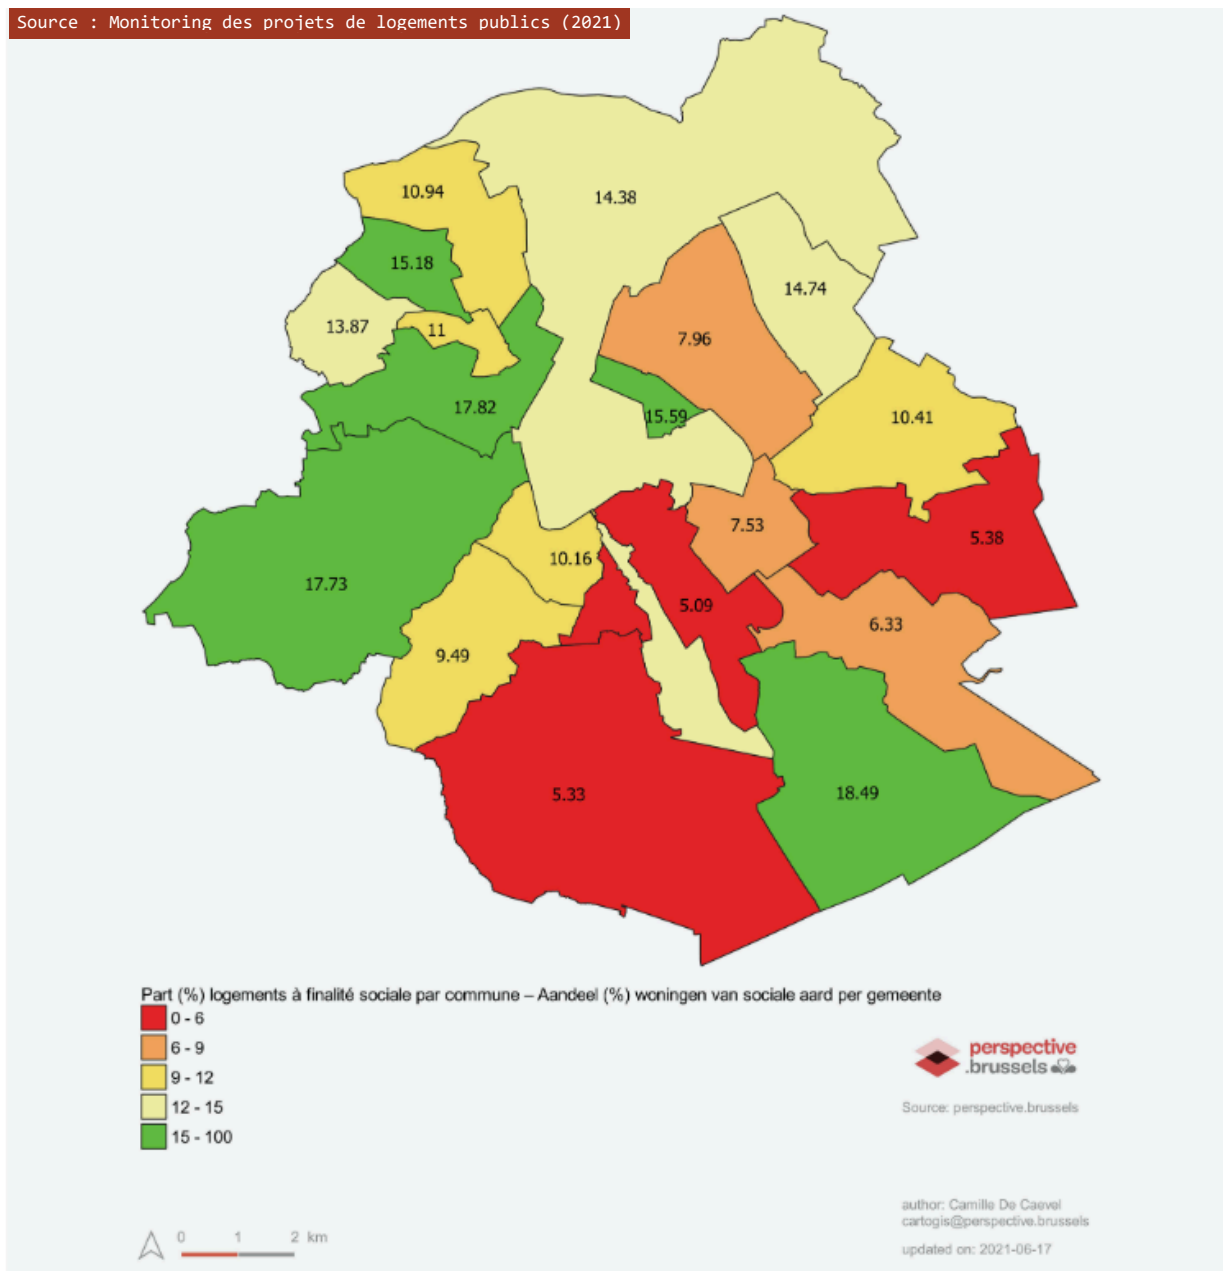 Source : Monitoring des projets de logements publics (2021)
10.94
14.38
15.18
14.74
13.87
11
7.96
17.82
15.59
10.41
7.53
5.38
10.16
17.73
5.09
6.33
9.49
5.33
18.49
Part (%) logements à finalité sociale par commune – Aandeel (%) woningen van sociale aard per gemeente
0 - 6
6 - 9
9 - 12
12 - 15
15 - 100
perspective
.brussels
Source: perspective.brussels
author: Camille De Caevel
cartogis@perspective.brussels
updated on: 2021-06-17
0 1 2 km